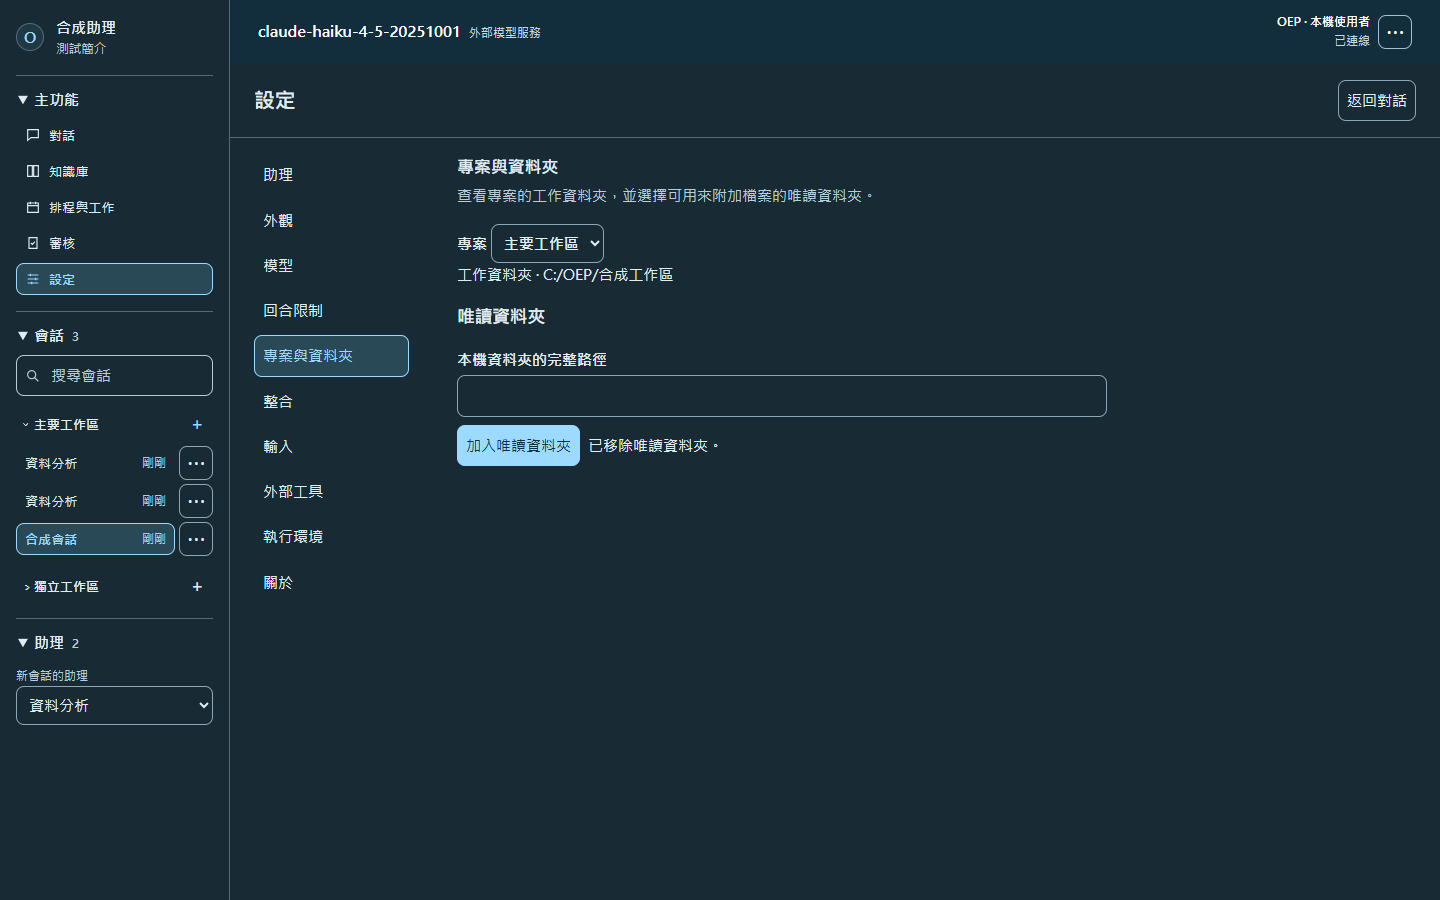 O
合成助理
測試簡介
▼ 主功能
對話
知識庫
排程與工作
審核
設定
▼ 會話 3
搜尋會話
主要工作區 +
資料分析 剛剛 ...
資料分析 剛剛 ...
合成會話 剛剛 ...
獨立工作區 +
▼ 助理 2
新會話的助理
資料分析
claude-haiku-4-5-20251001 外部模型服務
OEP · 本機使用者
已連線
...
設定
返回對話
助理
外觀
模型
回合限制
專案與資料夾
整合
輸入
外部工具
執行環境
關於
專案與資料夾
查看專案的工作資料夾，並選擇可用來附加檔案的唯讀資料夾。
專案 主要工作區
工作資料夾 · C:/OEP/合成工作區
唯讀資料夾
本機資料夾的完整路徑
加入唯讀資料夾 已移除唯讀資料夾。